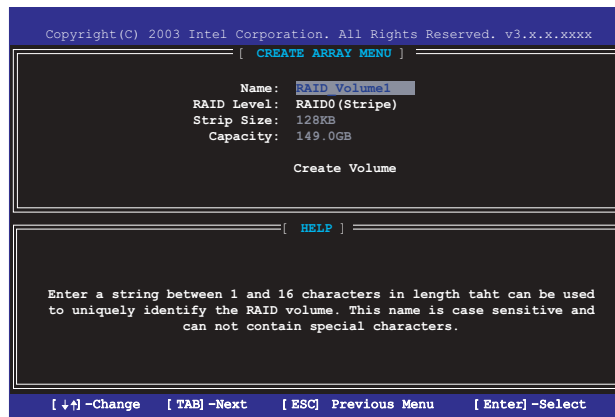 Copyright(C) 2003 Intel Corporation. All Rights Reserved. v3.x.x.xxxx
[ CREATE ARRAY MENU ]
Name: RAID Volume1
RAID Level: RAID0(Stripe)
Strip Size: 128KB
Capacity: 149.0GB
Create Volume
[ HELP ]
Enter a string between 1 and 16 characters in length taht can be used
to uniquely identify the RAID volume. This name is case sensitive and
can not contain special characters.
[↓↑]-Change [TAB]-Next [ESC] Previous Menu [Enter]-Select